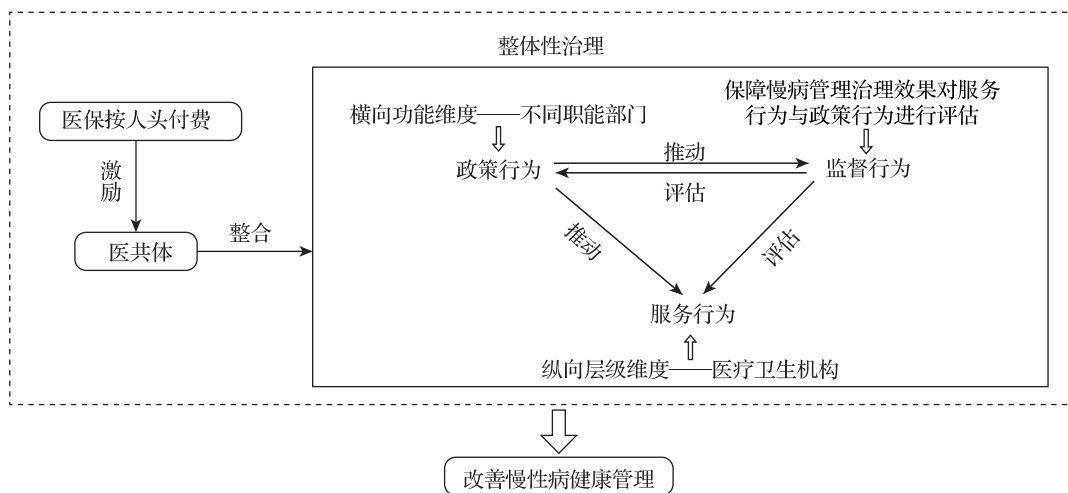 整体性治理
医保按人头付费
激励
医共体
整合
横向功能维度——不同职能部门
保障慢病管理治理效果对服务
行为与政策行为进行评估
政策行为
推动
评估
监督行为
推动
评估
服务行为
纵向层级维度——医疗卫生机构
改善慢性病健康管理